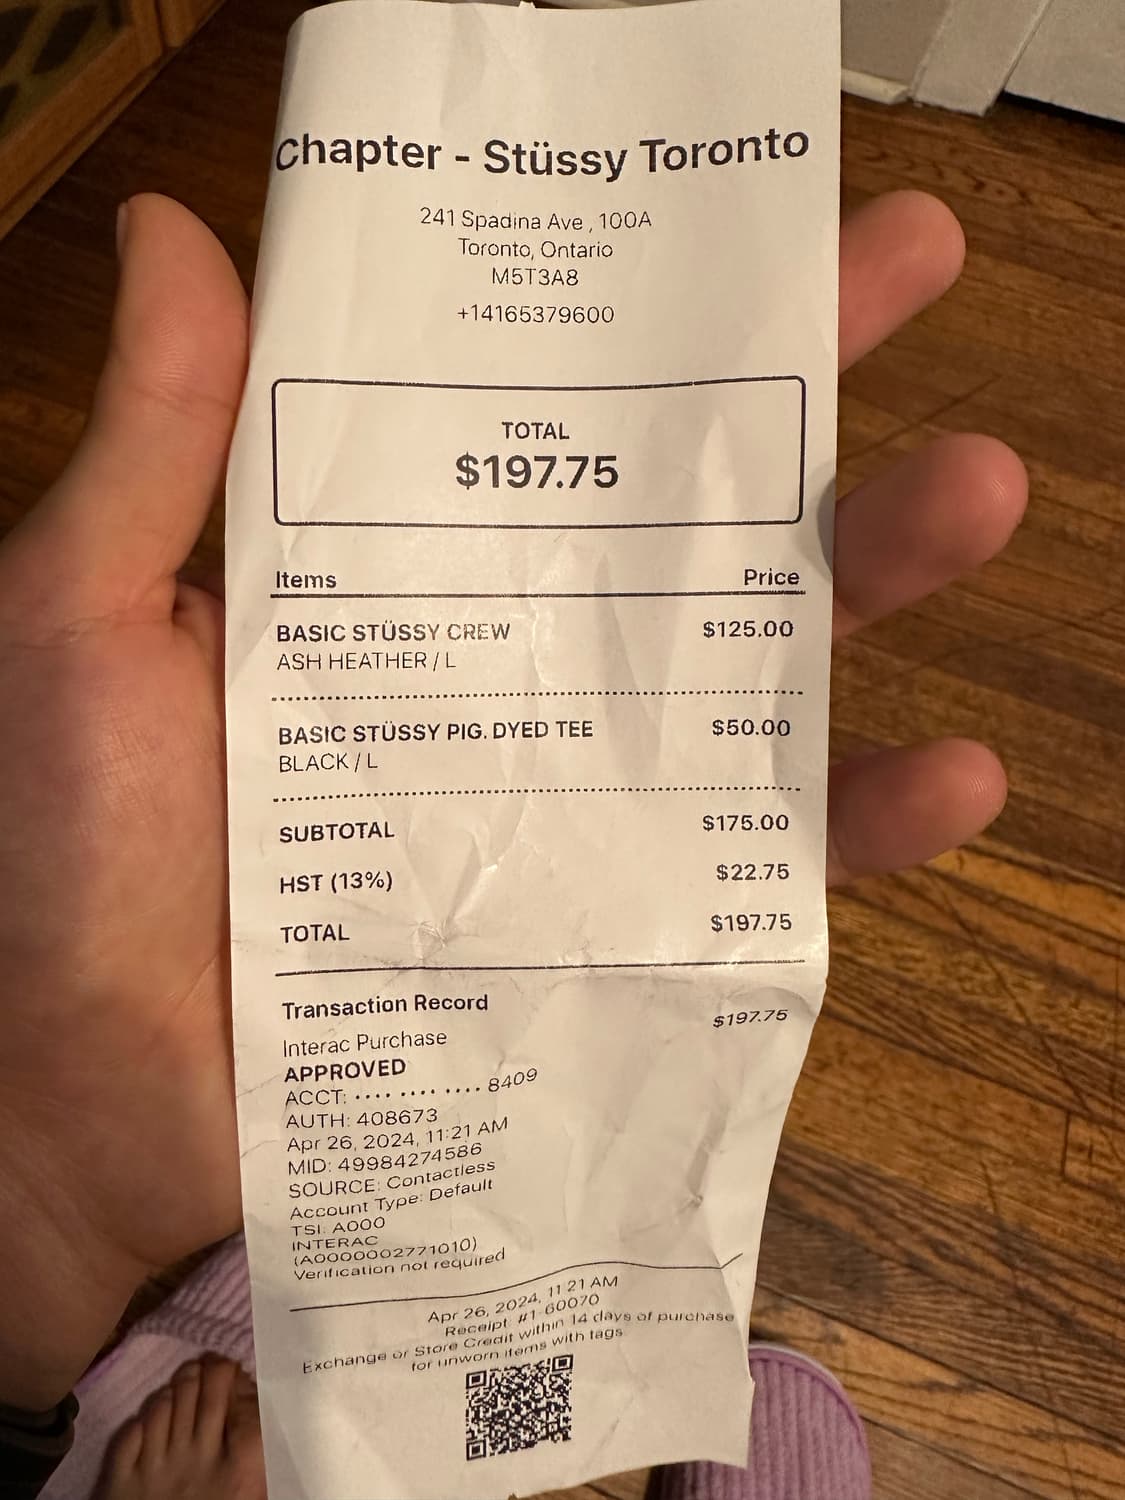 Chapter - Stüssy Toronto
241 Spadina Ave , 100A
Toronto, Ontario
M5T3A8
+14165379600
TOTAL
$197.75
Items Price
BASIC STÜSSY CREW $125.00
ASH HEATHER / L
BASIC STÜSSY PIG. DYED TEE $50.00
BLACK / L
SUBTOTAL $175.00
HST (13%) $22.75
TOTAL $197.75
Transaction Record
Interac Purchase $197.75
APPROVED
ACCT: •••• •••• •••• 8409
AUTH: 408673
Apr 26, 2024, 11:21 AM
MID: 49984274586
SOURCE: Contactless
Account Type: Default
TSI: A000
INTERAC
(A0000002771010)
Verification not required
Apr 26, 2024, 11:21 AM
Receipt #1-60070
Exchange or Store Credit within 14 days of purchase
for unworn items with tags.